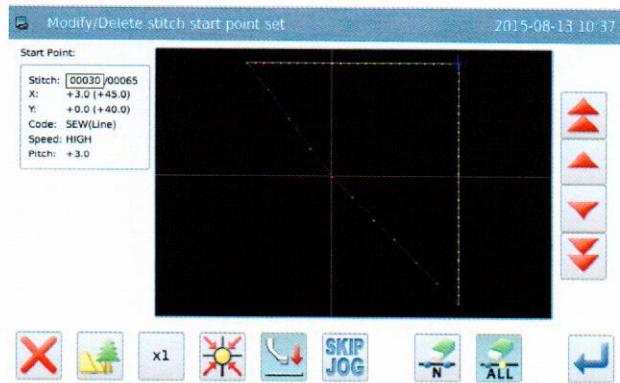 Modify/Delete stitch start point set 2015-08-13 10:37
Start Point:
Stitch: 00030/00065
X: +3.0 (+45.0)
Y: +0.0 (+40.0)
Code: SEW(Line)
Speed: HIGH
Pitch: +3.0
x1
SKIP
JOG
N
ALL